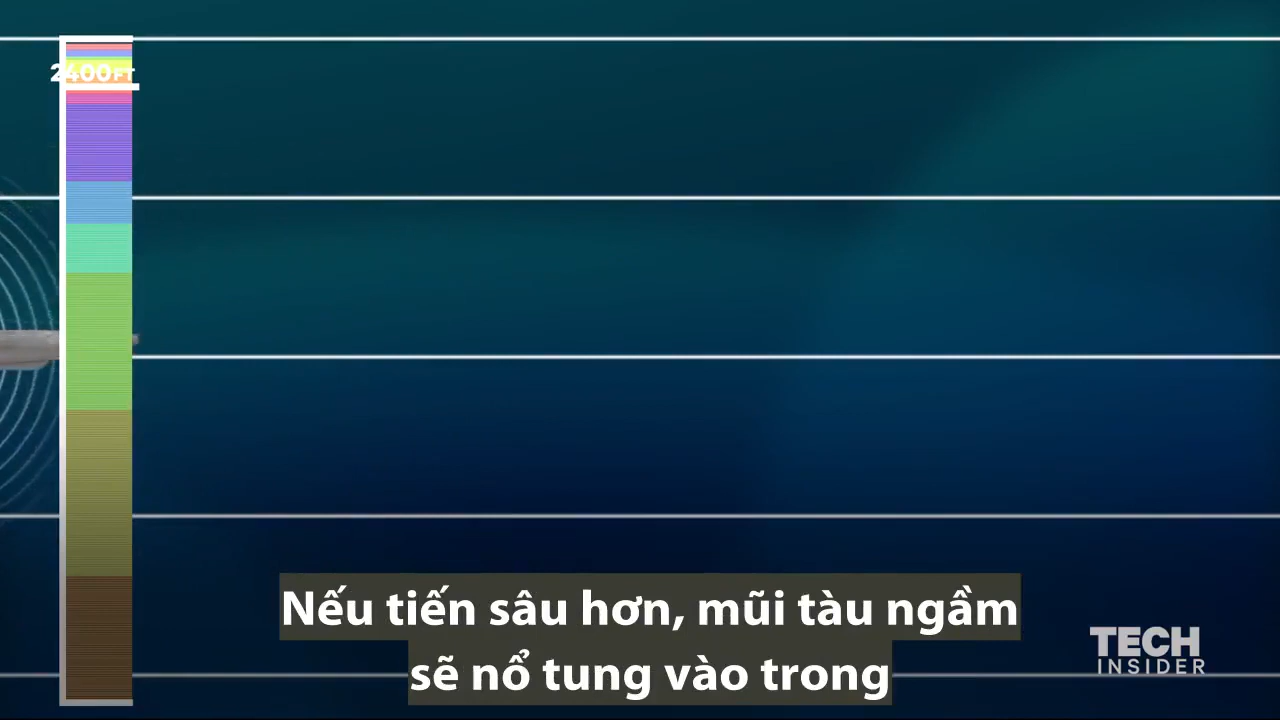 2400FT
Nếu tiến sâu hơn, mũi tàu ngầm
sẽ nổ tung vào trong
TECH
INSIDER